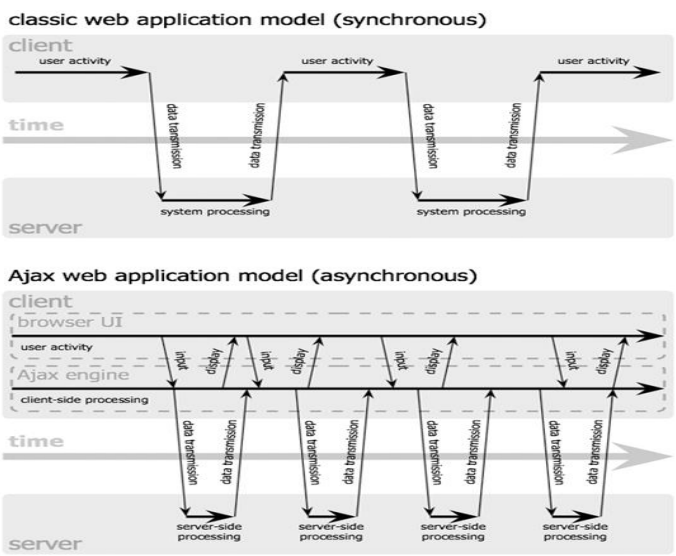 classic web application model (synchronous)
client
user activity
user activity
user activity
data transmission
data transmission
data transmission
data transmission
time
system processing
system processing
server
Ajax web application model (asynchronous)
client
browser UI
user activity
input
display
input
display
input
display
input
display
Ajax engine
client-side processing
data transmission
data transmission
data transmission
data transmission
data transmission
data transmission
data transmission
data transmission
time
server-side
processing
server-side
processing
server-side
processing
server-side
processing
server